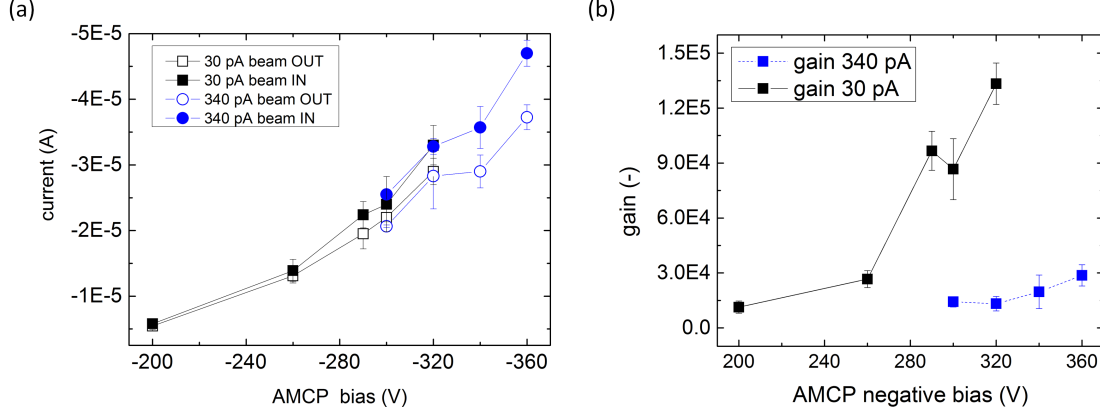 (a)
-5E-5
-4E-5
-3E-5
-2E-5
-1E-5
current (A)
30 pA beam OUT
30 pA beam IN
340 pA beam OUT
340 pA beam IN
-200
-240
-280
-320
-360
AMCP bias (V)
(b)
1.5E5
1.2E5
9.0E4
6.0E4
3.0E4
0.0
gain (-)
gain 340 pA
gain 30 pA
200
240
280
320
360
AMCP negative bias (V)